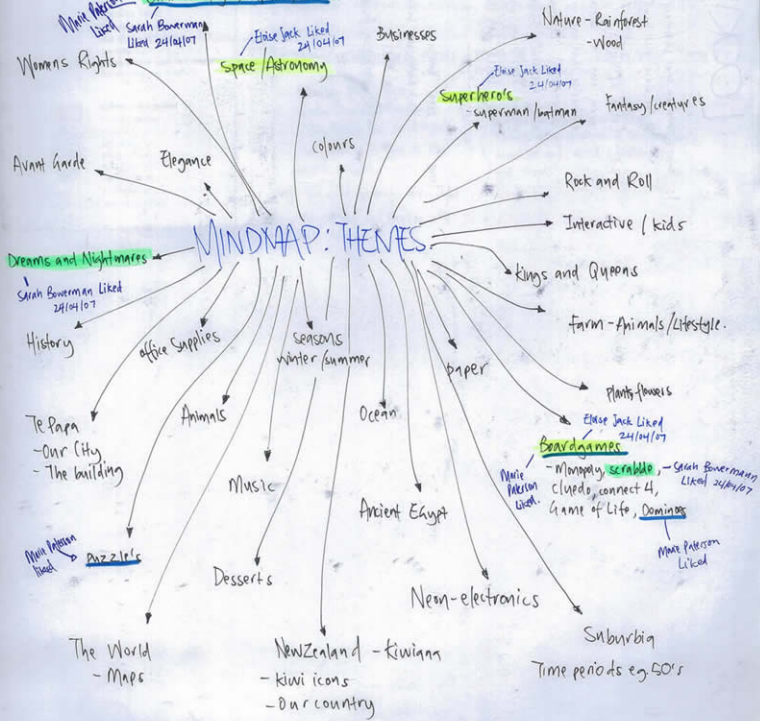 Marie Paterson
Liked
Sarah Bowerman
Liked 24/04/07
Eloise Jack Liked
24/04/07
Businesses
Nature - Rainforest
- Wood
Womens Rights
Space / Astronomy
Eloise Jack Liked
24/04/07
Superhero's
- superman/batman
Fantasy/creatures
Avant Garde
Elegance
colours
Rock and Roll
MINDMAP: THEMES
Interactive / kids
Dreams and Nightmares
Kings and Queens
Sarah Bowerman Liked
24/04/07
Farm - Animals/Lifestyle.
History
office supplies
seasons
winter/summer
paper
plants flowers
Te Papa
- Our City
- The building
Animals
Ocean
Eloise Jack Liked
24/04/07
Boardgames
Marie
Paterson
Liked.
- Monopoly, scrabble, - Sarah Bowermann
Liked 24/04/07
cluedo, connect 4,
Game of Life, Dominoes
Music
Ancient Egypt
Marie Paterson
Liked
Marie Paterson
liked
Puzzle's
Desserts
Neon-electronics
Suburbia
Time periods eg. 50's
The World
- Maps
NewZealand - Kiwiana
- kiwi icons
- Our country